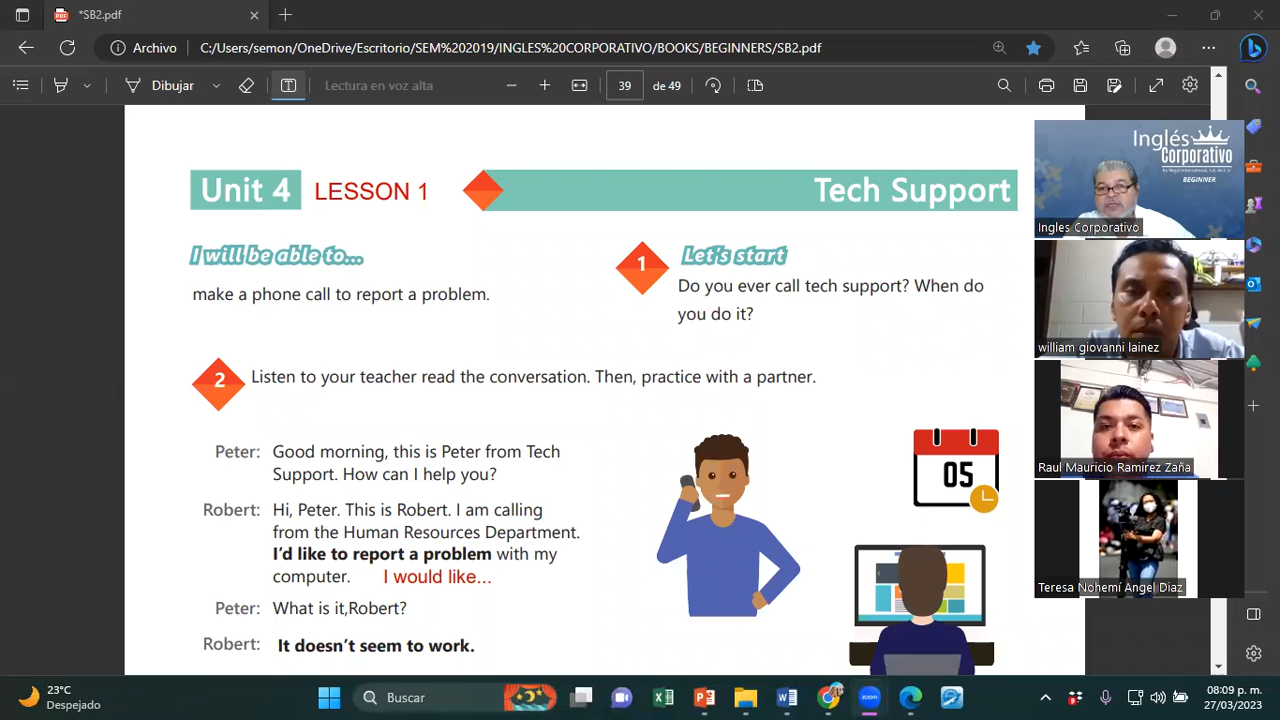 *SB2.pdf
Archivo
C:/Users/semon/OneDrive/Escritorio/SEM%202019/INGLES%20CORPORATIVO/BOOKS/BEGINNERS/SB2.pdf
Dibujar
Lectura en voz alta
39
de 49
Unit 4
LESSON 1
Tech Support
I will be able to...
make a phone call to report a problem.
1
Let's start
Do you ever call tech support? When do
you do it?
2
Listen to your teacher read the conversation. Then, practice with a partner.
Peter: Good morning, this is Peter from Tech
Support. How can I help you?
Robert: Hi, Peter. This is Robert. I am calling
from the Human Resources Department.
I'd like to report a problem with my
computer. I would like...
Peter: What is it,Robert?
Robert: It doesn't seem to work.
05
Inglés
Corporativo
BEGINNER
Ingles Corporativo
william giovanni lainez
Raul Mauricio Ramirez Zaña
Teresa Nohemí Angel Diaz
23°C
Despejado
Buscar
08:09 p. m.
27/03/2023